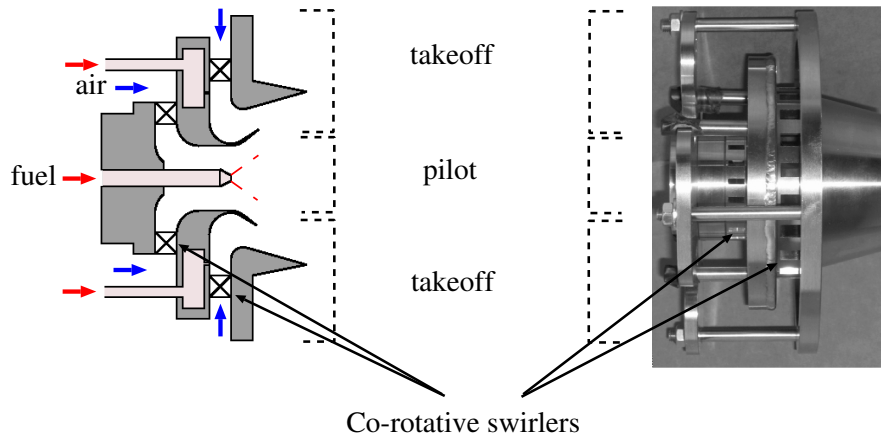 takeoff
air
pilot
fuel
takeoff
Co-rotative swirlers